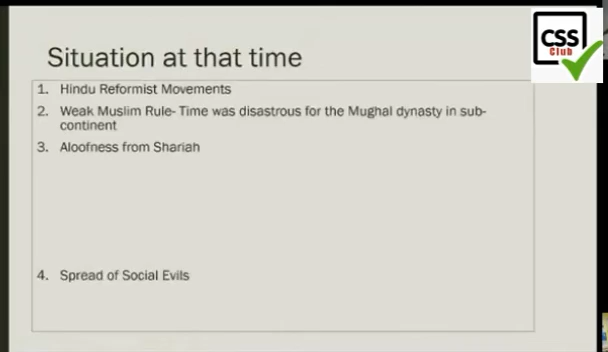 CSS
Club
Situation at that time
1. Hindu Reformist Movements
2. Weak Muslim Rule- Time was disastrous for the Mughal dynasty in sub-
continent
3. Aloofness from Shariah
4. Spread of Social Evils